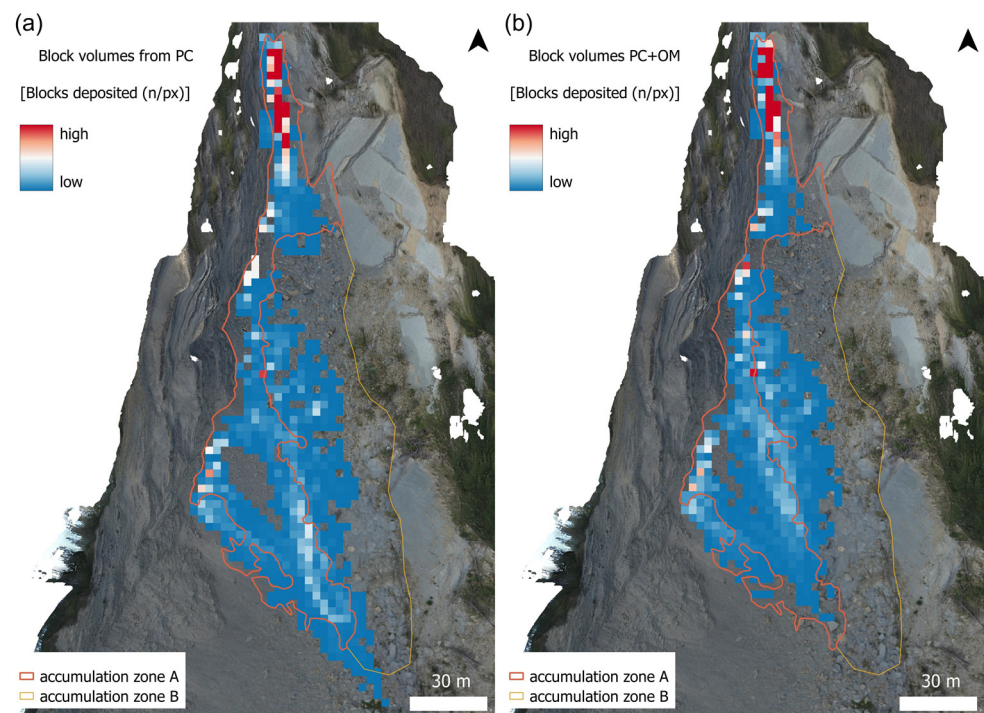 (a)
Block volumes from PC
[Blocks deposited (n/px)]
high
low
accumulation zone A
accumulation zone B
30 m
(b)
Block volumes PC+OM
[Blocks deposited (n/px)]
high
low
accumulation zone A
accumulation zone B
30 m